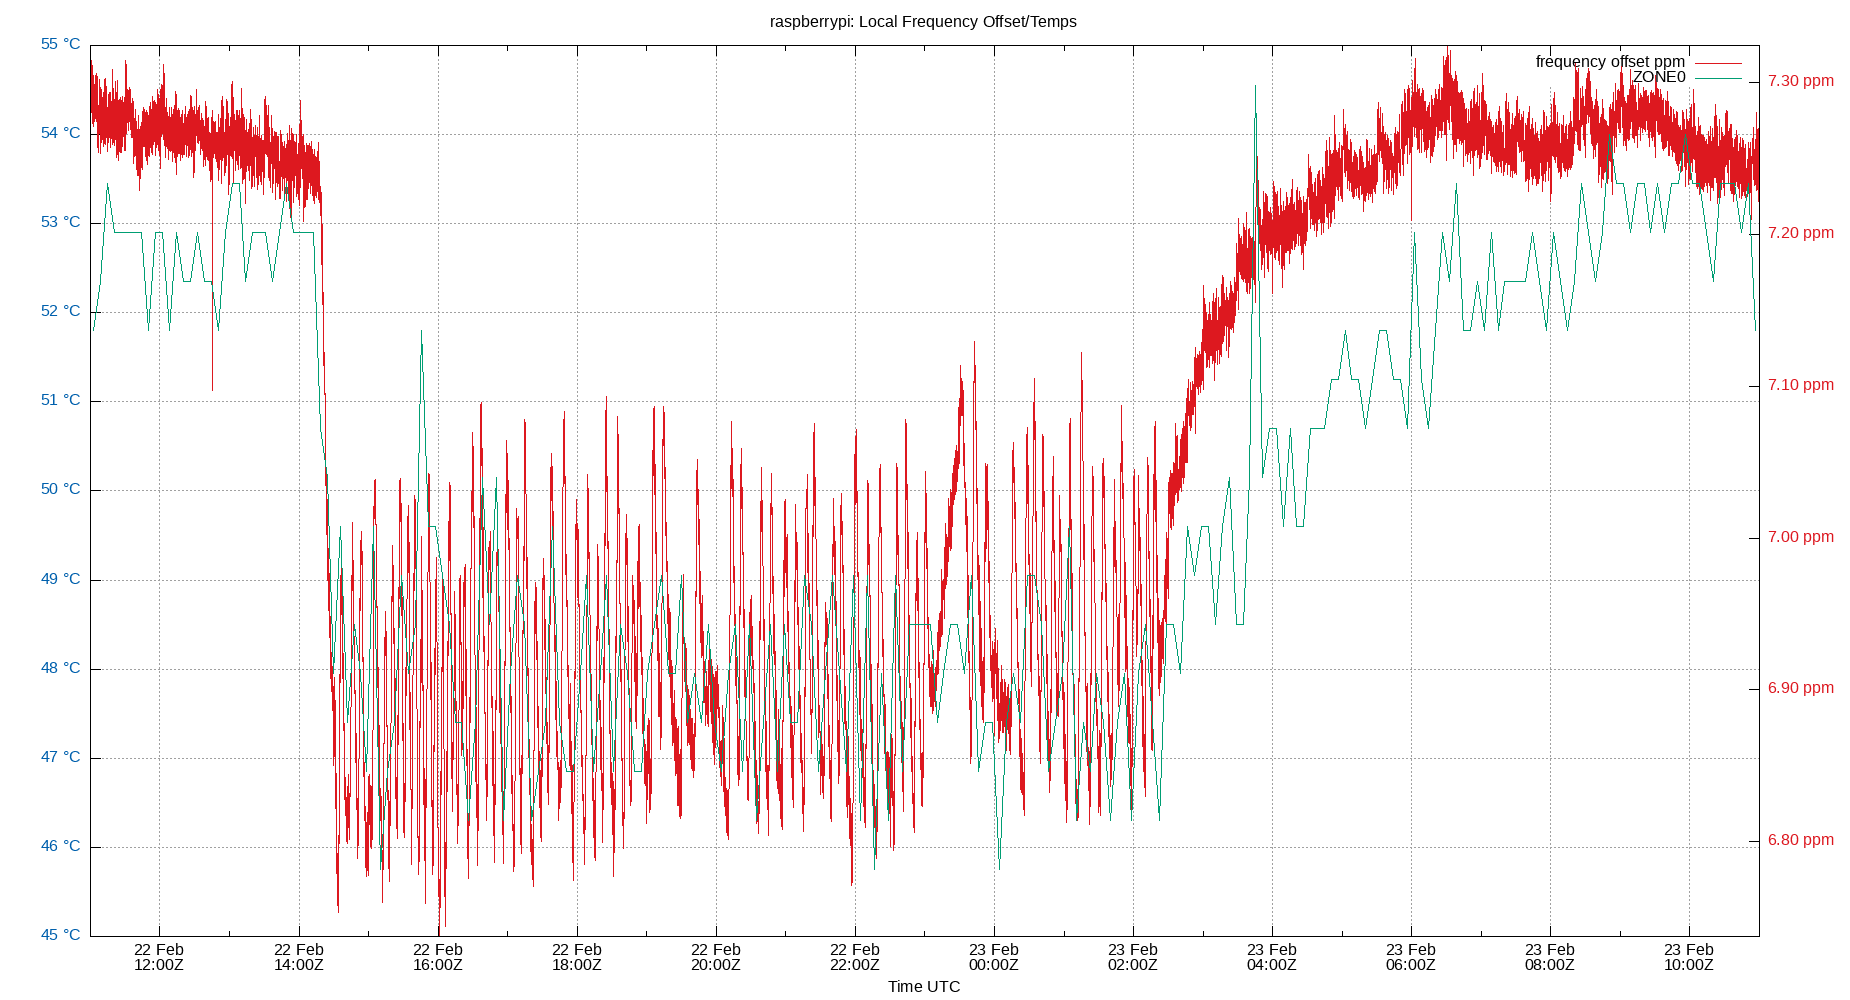 raspberrypi: Local Frequency Offset/Temps
55 °C
54 °C
53 °C
52 °C
51 °C
50 °C
49 °C
48 °C
47 °C
46 °C
45 °C
frequency offset ppm
ZONE0
7.30 ppm
7.20 ppm
7.10 ppm
7.00 ppm
6.90 ppm
6.80 ppm
22 Feb
12:00Z
22 Feb
14:00Z
22 Feb
16:00Z
22 Feb
18:00Z
22 Feb
20:00Z
22 Feb
22:00Z
23 Feb
00:00Z
23 Feb
02:00Z
23 Feb
04:00Z
23 Feb
06:00Z
23 Feb
08:00Z
23 Feb
10:00Z
Time UTC